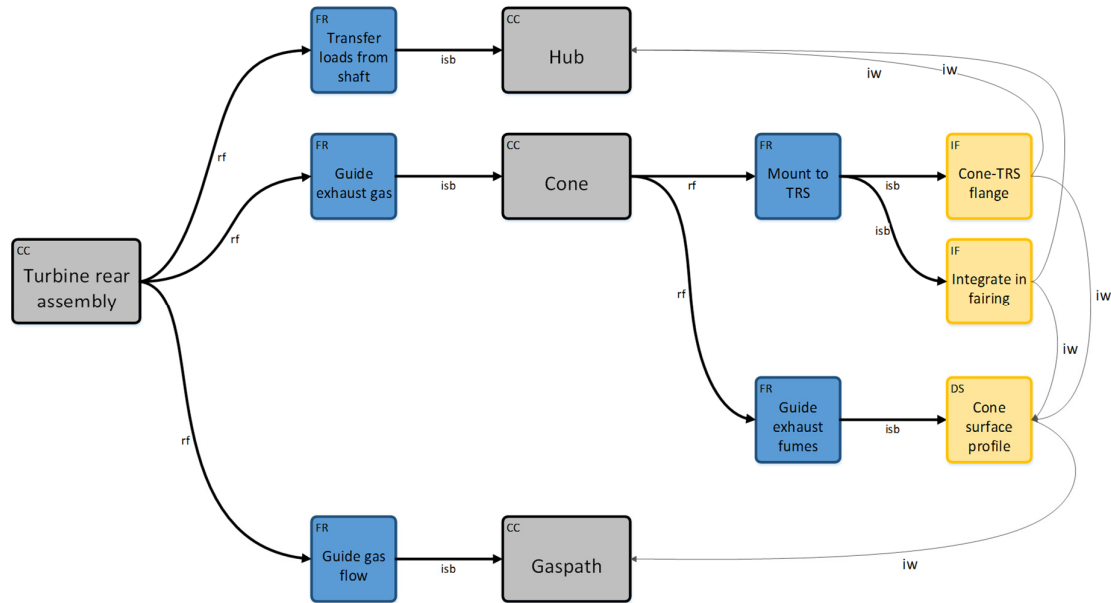 FR
Transfer
loads from
shaft
isb
CC
Hub
iw
iw
rf
FR
Guide
exhaust gas
isb
CC
Cone
rf
FR
Mount to
TRS
isb
IF
Cone-TRS
flange
isb
rf
CC
Turbine rear
assembly
IF
Integrate in
fairing
rf
iw
iw
FR
Guide
exhaust
fumes
isb
DS
Cone
surface
profile
rf
FR
Guide gas
flow
isb
CC
Gaspath
iw